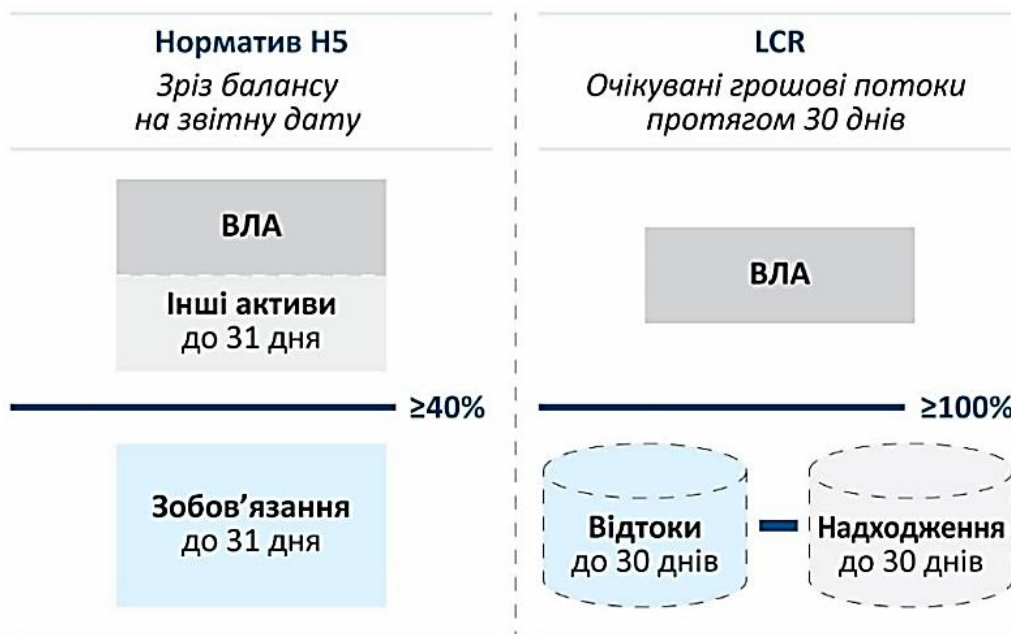 Норматив Н5
Зріз балансу
на звітну дату
ВЛА
Інші активи
до 31 дня
≥40%
Зобов’язання
до 31 дня
LCR
Очікувані грошові потоки
протягом 30 днів
ВЛА
≥100%
Відтоки
до 30 днів
Надходження
до 30 днів